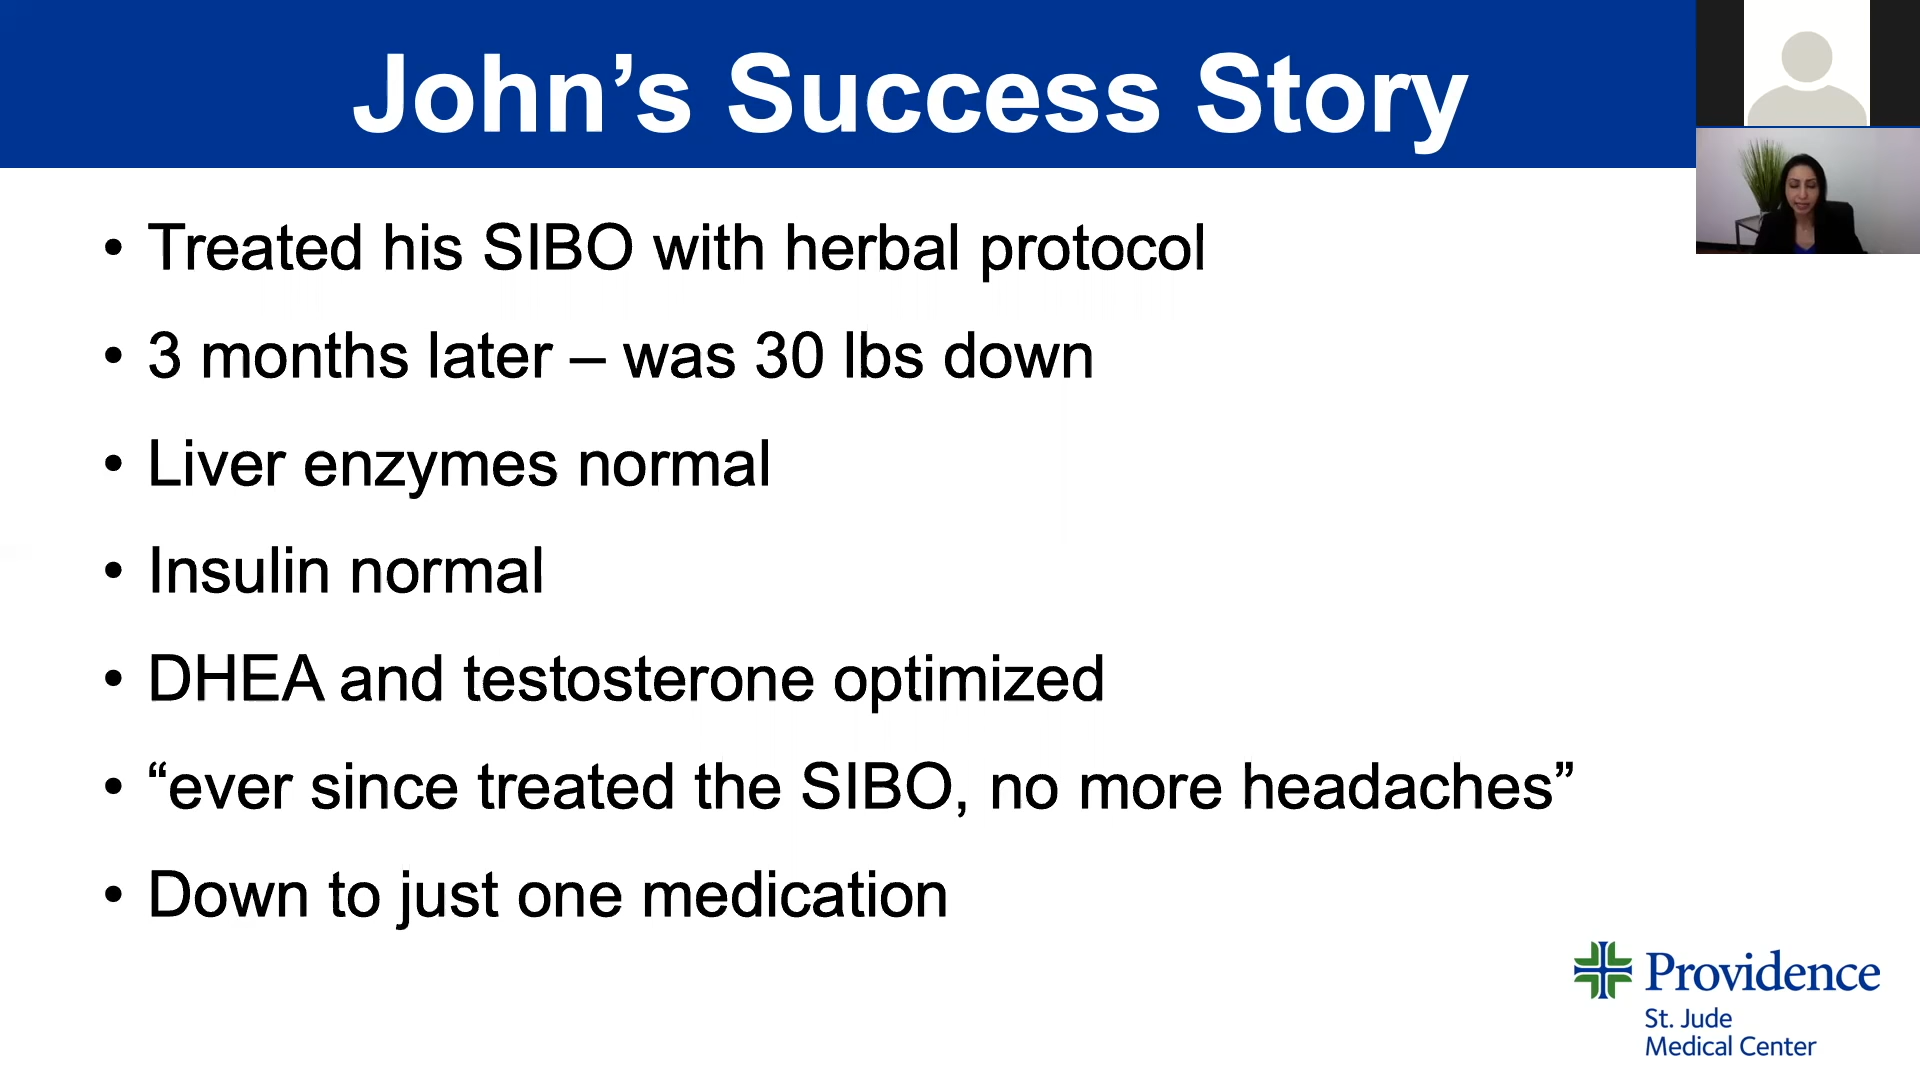 John’s Success Story
• Treated his SIBO with herbal protocol
• 3 months later – was 30 lbs down
• Liver enzymes normal
• Insulin normal
• DHEA and testosterone optimized
• “ever since treated the SIBO, no more headaches”
• Down to just one medication
Providence
St. Jude
Medical Center